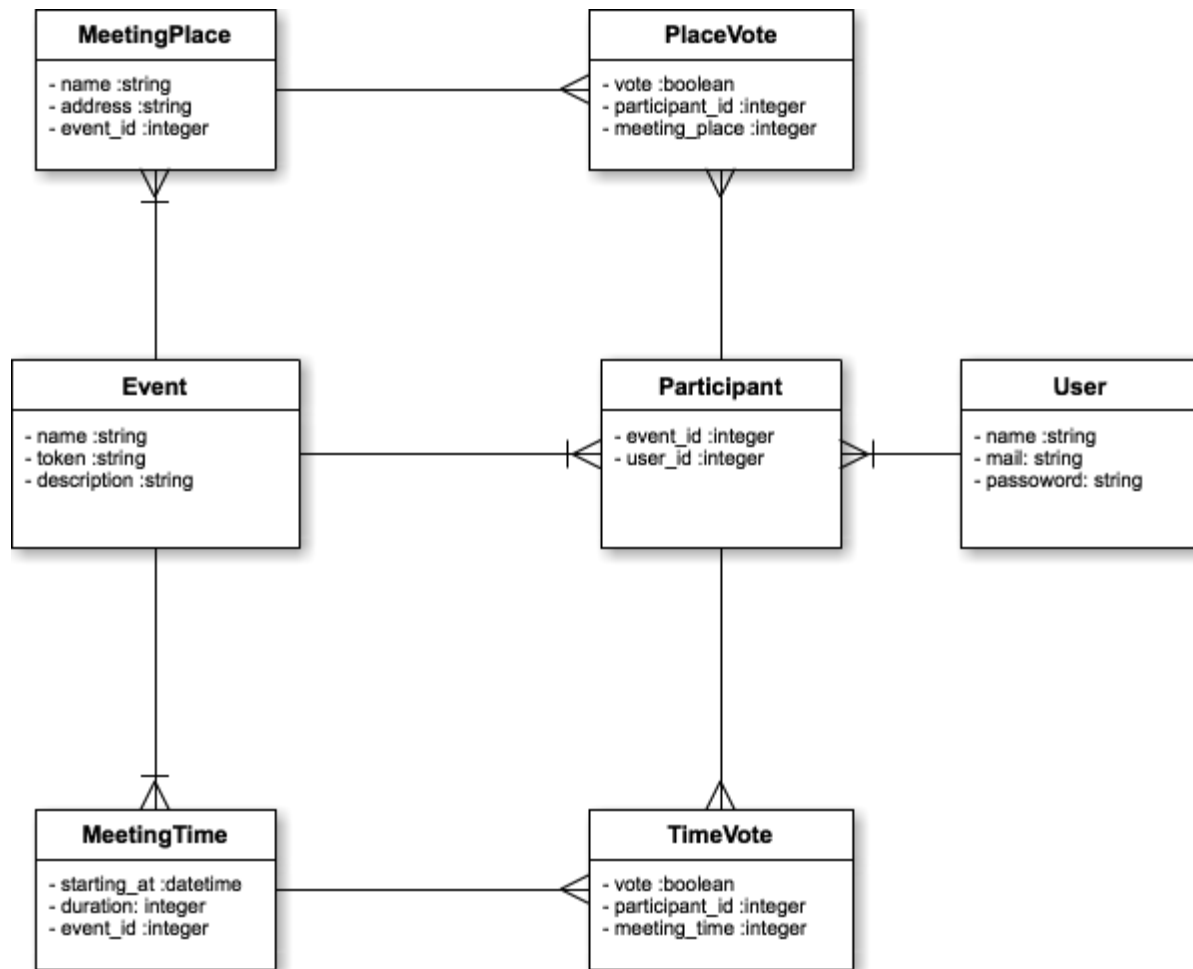 MeetingPlace
- name :string
- address :string
- event_id :integer
PlaceVote
- vote :boolean
- participant_id :integer
- meeting_place :integer
Event
- name :string
- token :string
- description :string
Participant
- event_id :integer
- user_id :integer
User
- name :string
- mail: string
- passoword: string
MeetingTime
- starting_at :datetime
- duration: integer
- event_id :integer
TimeVote
- vote :boolean
- participant_id :integer
- meeting_time :integer